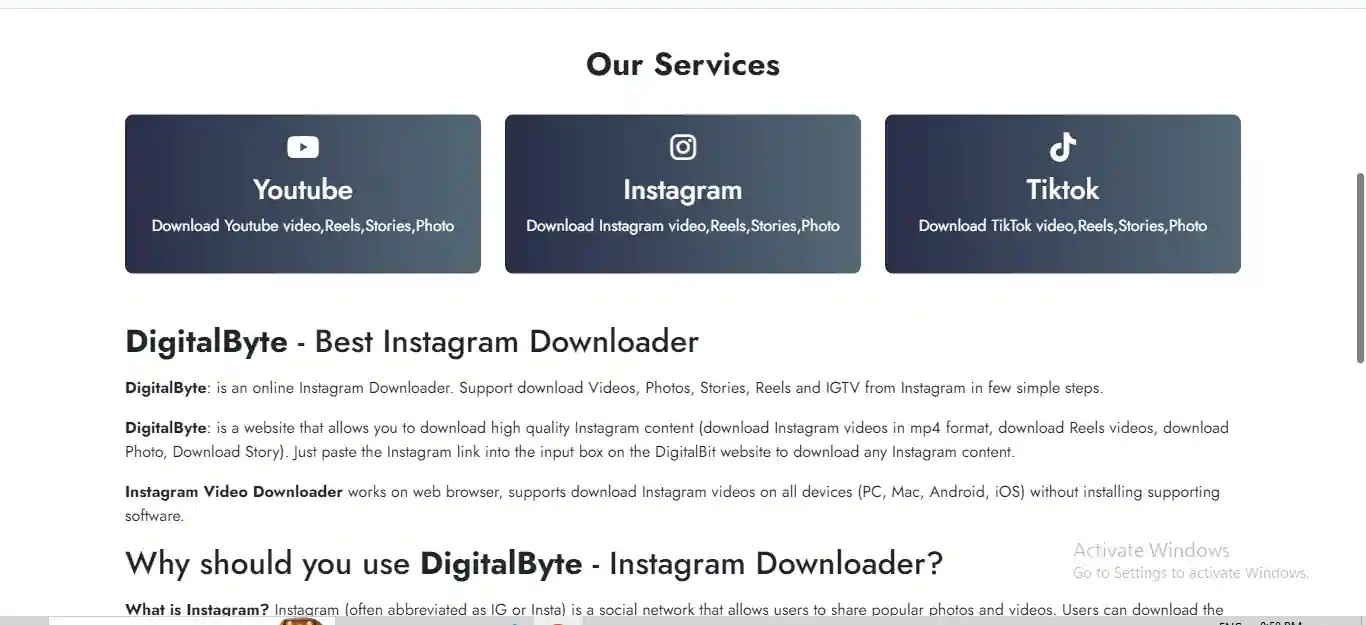 Our Services
Youtube
Download Youtube video,Reels,Stories,Photo
Instagram
Download Instagram video,Reels,Stories,Photo
Tiktok
Download TikTok video,Reels,Stories,Photo
DigitalByte - Best Instagram Downloader
DigitalByte: is an online Instagram Downloader. Support download Videos, Photos, Stories, Reels and IGTV from Instagram in few simple steps.
DigitalByte: is a website that allows you to download high quality Instagram content (download Instagram videos in mp4 format, download Reels videos, download
Photo, Download Story). Just paste the Instagram link into the input box on the DigitalBit website to download any Instagram content.
Instagram Video Downloader works on web browser, supports download Instagram videos on all devices (PC, Mac, Android, iOS) without installing supporting
software.
Why should you use DigitalByte - Instagram Downloader?
Activate Windows
Go to Settings to activate Windows.
What is Instagram? Instagram (often abbreviated as IG or Insta) is a social network that allows users to share popular photos and videos. Users can download the